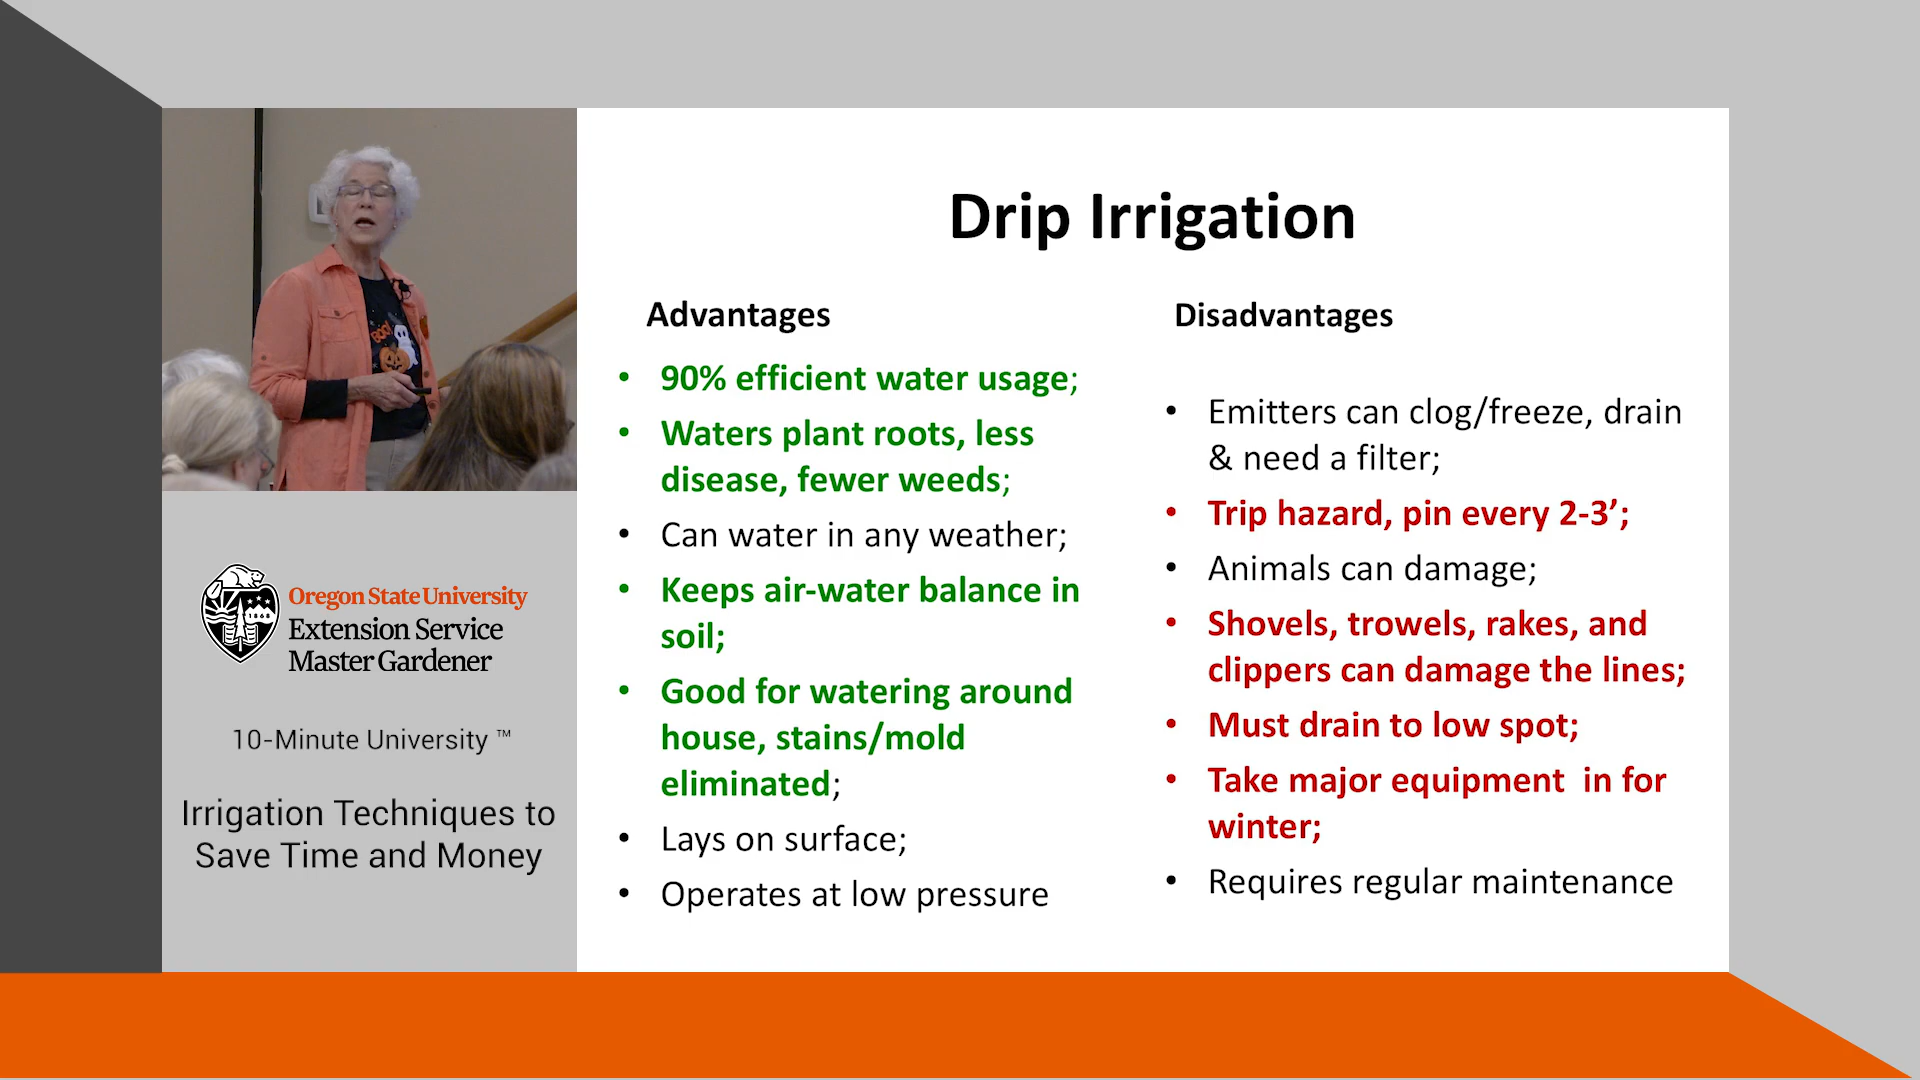 Drip Irrigation
Advantages
• 90% efficient water usage;
• Waters plant roots, less
disease, fewer weeds;
• Can water in any weather;
• Keeps air-water balance in
soil;
• Good for watering around
house, stains/mold
eliminated;
• Lays on surface;
• Operates at low pressure
Disadvantages
• Emitters can clog/freeze, drain
& need a filter;
• Trip hazard, pin every 2-3’;
• Animals can damage;
• Shovels, trowels, rakes, and
clippers can damage the lines;
• Must drain to low spot;
• Take major equipment  in for
winter;
• Requires regular maintenance
BOO!
Oregon State University
Extension Service
Master Gardener
10-Minute University ™
Irrigation Techniques to
Save Time and Money